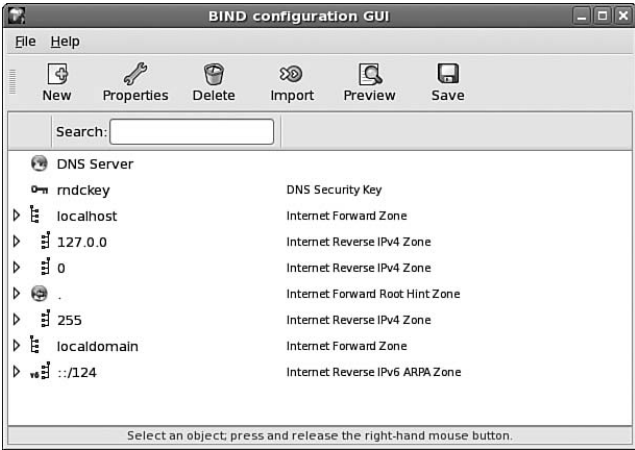 BIND configuration GUI
File Help
New Properties Delete Import Preview Save
Search:
DNS Server
rndckey DNS Security Key
localhost Internet Forward Zone
127.0.0 Internet Reverse IPv4 Zone
0 Internet Reverse IPv4 Zone
. Internet Forward Root Hint Zone
255 Internet Reverse IPv4 Zone
localdomain Internet Forward Zone
v6 ::/124 Internet Reverse IPv6 ARPA Zone
Select an object; press and release the right-hand mouse button.